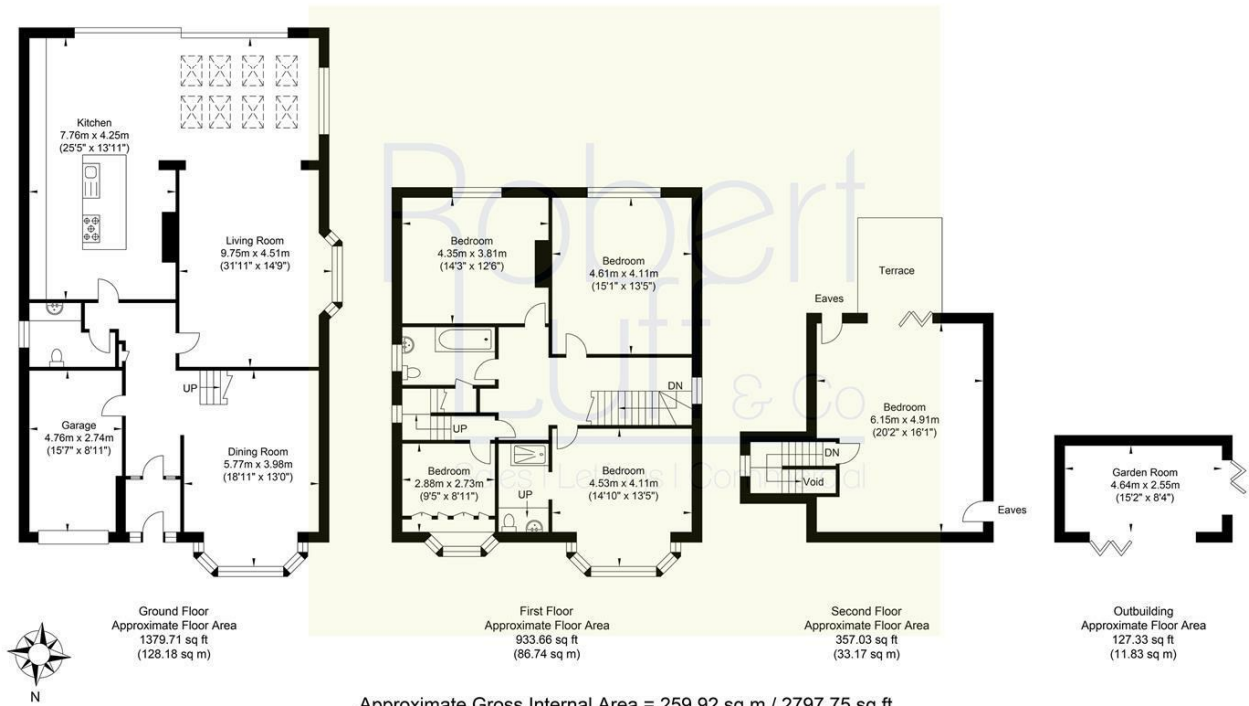 Kitchen
7.76m x 4.25m
(25'5" x 13'11")
Living Room
9.75m x 4.51m
(31'11" x 14'9")
UP
Garage
4.76m x 2.74m
(15'7" x 8'11")
Dining Room
5.77m x 3.98m
(18'11" x 13'0")
Ground Floor
Approximate Floor Area
1379.71 sq ft
(128.18 sq m)
N
Robert
Luff
& Co
Sales | Lettings | Commercial
Bedroom
4.35m x 3.81m
(14'3" x 12'6")
Bedroom
4.61m x 4.11m
(15'1" x 13'5")
DN
UP
Bedroom
2.88m x 2.73m
(9'5" x 8'11")
UP
Bedroom
4.53m x 4.11m
(14'10" x 13'5")
First Floor
Approximate Floor Area
933.66 sq ft
(86.74 sq m)
Terrace
Eaves
Bedroom
6.15m x 4.91m
(20'2" x 16'1")
DN
Void
Eaves
Second Floor
Approximate Floor Area
357.03 sq ft
(33.17 sq m)
Garden Room
4.64m x 2.55m
(15'2" x 8'4")
Outbuilding
Approximate Floor Area
127.33 sq ft
(11.83 sq m)
Approximate Gross Internal Area = 259.92 sq m / 2797.75 sq ft